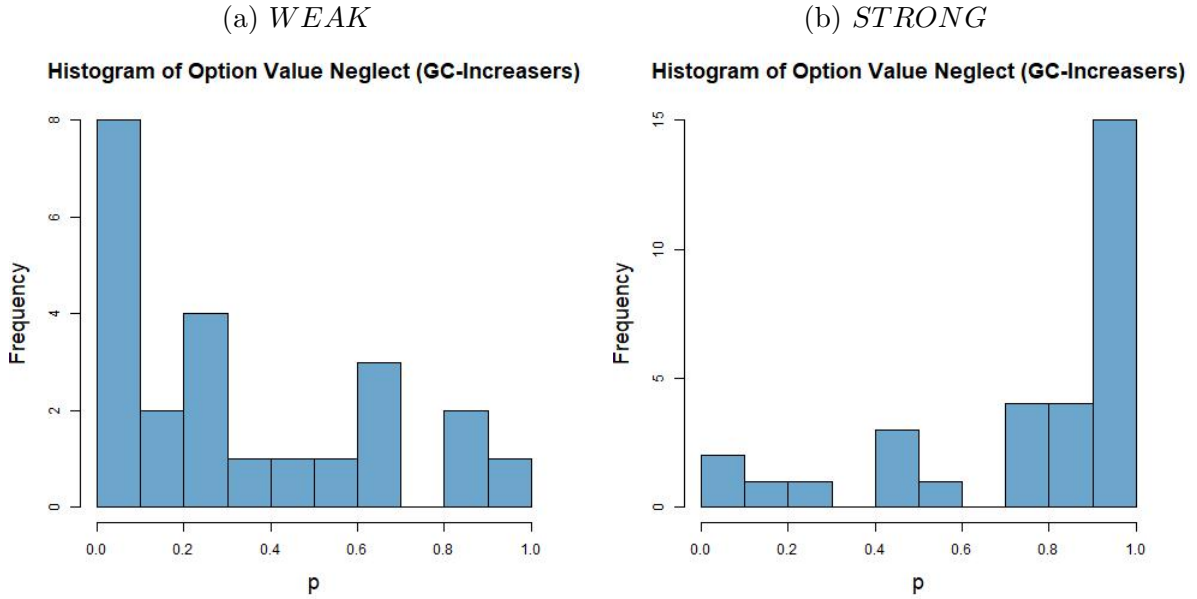 (a) WEAK
Histogram of Option Value Neglect (GC-Increasers)
Frequency
8
6
4
2
0
0.0 0.2 0.4 0.6 0.8 1.0
p
(b) STRONG
Histogram of Option Value Neglect (GC-Increasers)
Frequency
15
10
5
0
0.0 0.2 0.4 0.6 0.8 1.0
p